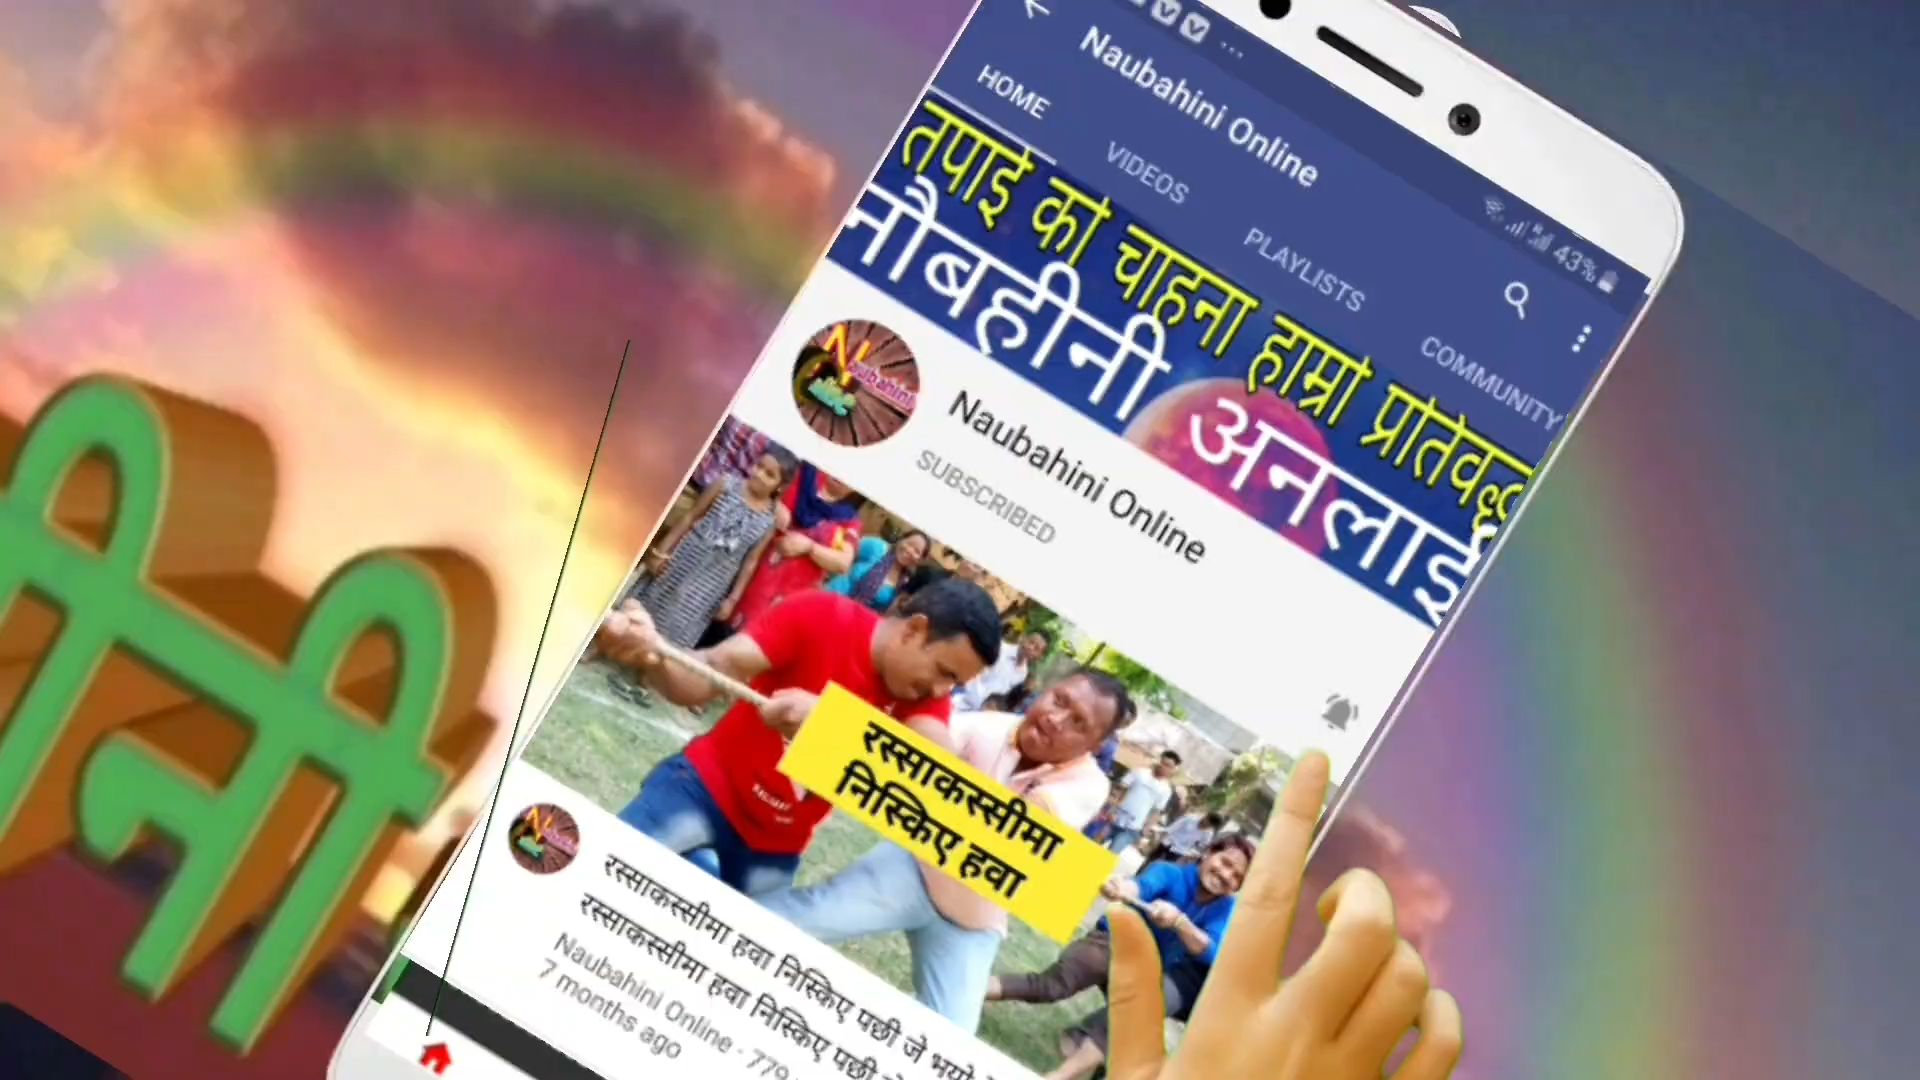 Naubahini Online
43%
HOME
VIDEOS
PLAYLISTS
COMMUNITY
तपाई को चाहना हाम्रो
नौबहीनी अनलाई
Naubahini Online
SUBSCRIBED
रस्साकस्सीमा
निस्किए हवा
रस्साकस्सीमा हवा निस्किए पछी जे भयो
रस्साकस्सीमा हवा निस्किए पछी
Naubahini Online · 779
7 months ago
नी